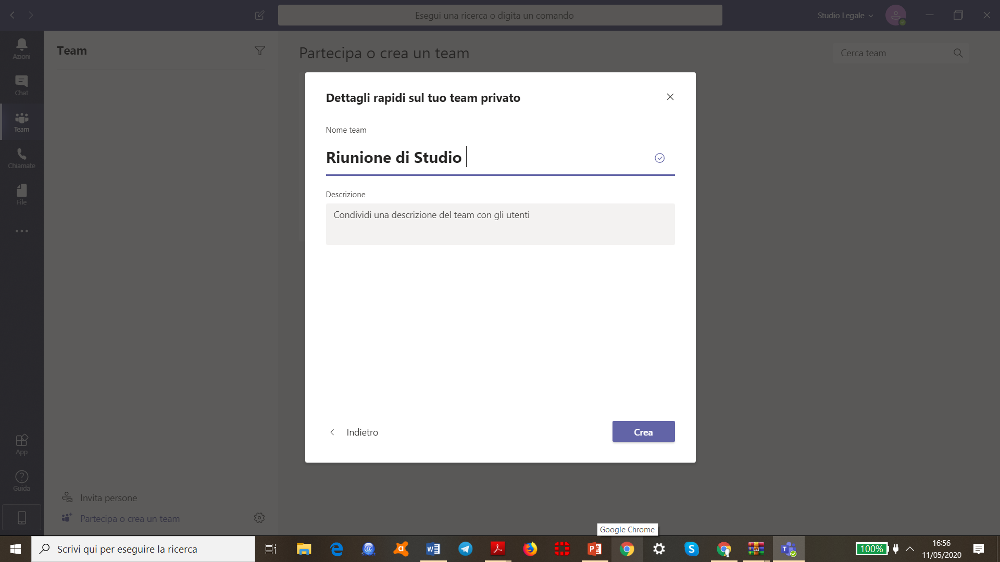 Esegui una ricerca o digita un comando
Studio Legale
Azioni
Chat
Team
Chiamate
File
App
Guida
Team
Invita persone
Partecipa o crea un team
Partecipa o crea un team
Cerca team
Dettagli rapidi sul tuo team privato
Nome team
Riunione di Studio
Descrizione
Condividi una descrizione del team con gli utenti
Indietro
Crea
Google Chrome
Scrivi qui per eseguire la ricerca
100%
16:56
11/05/2020